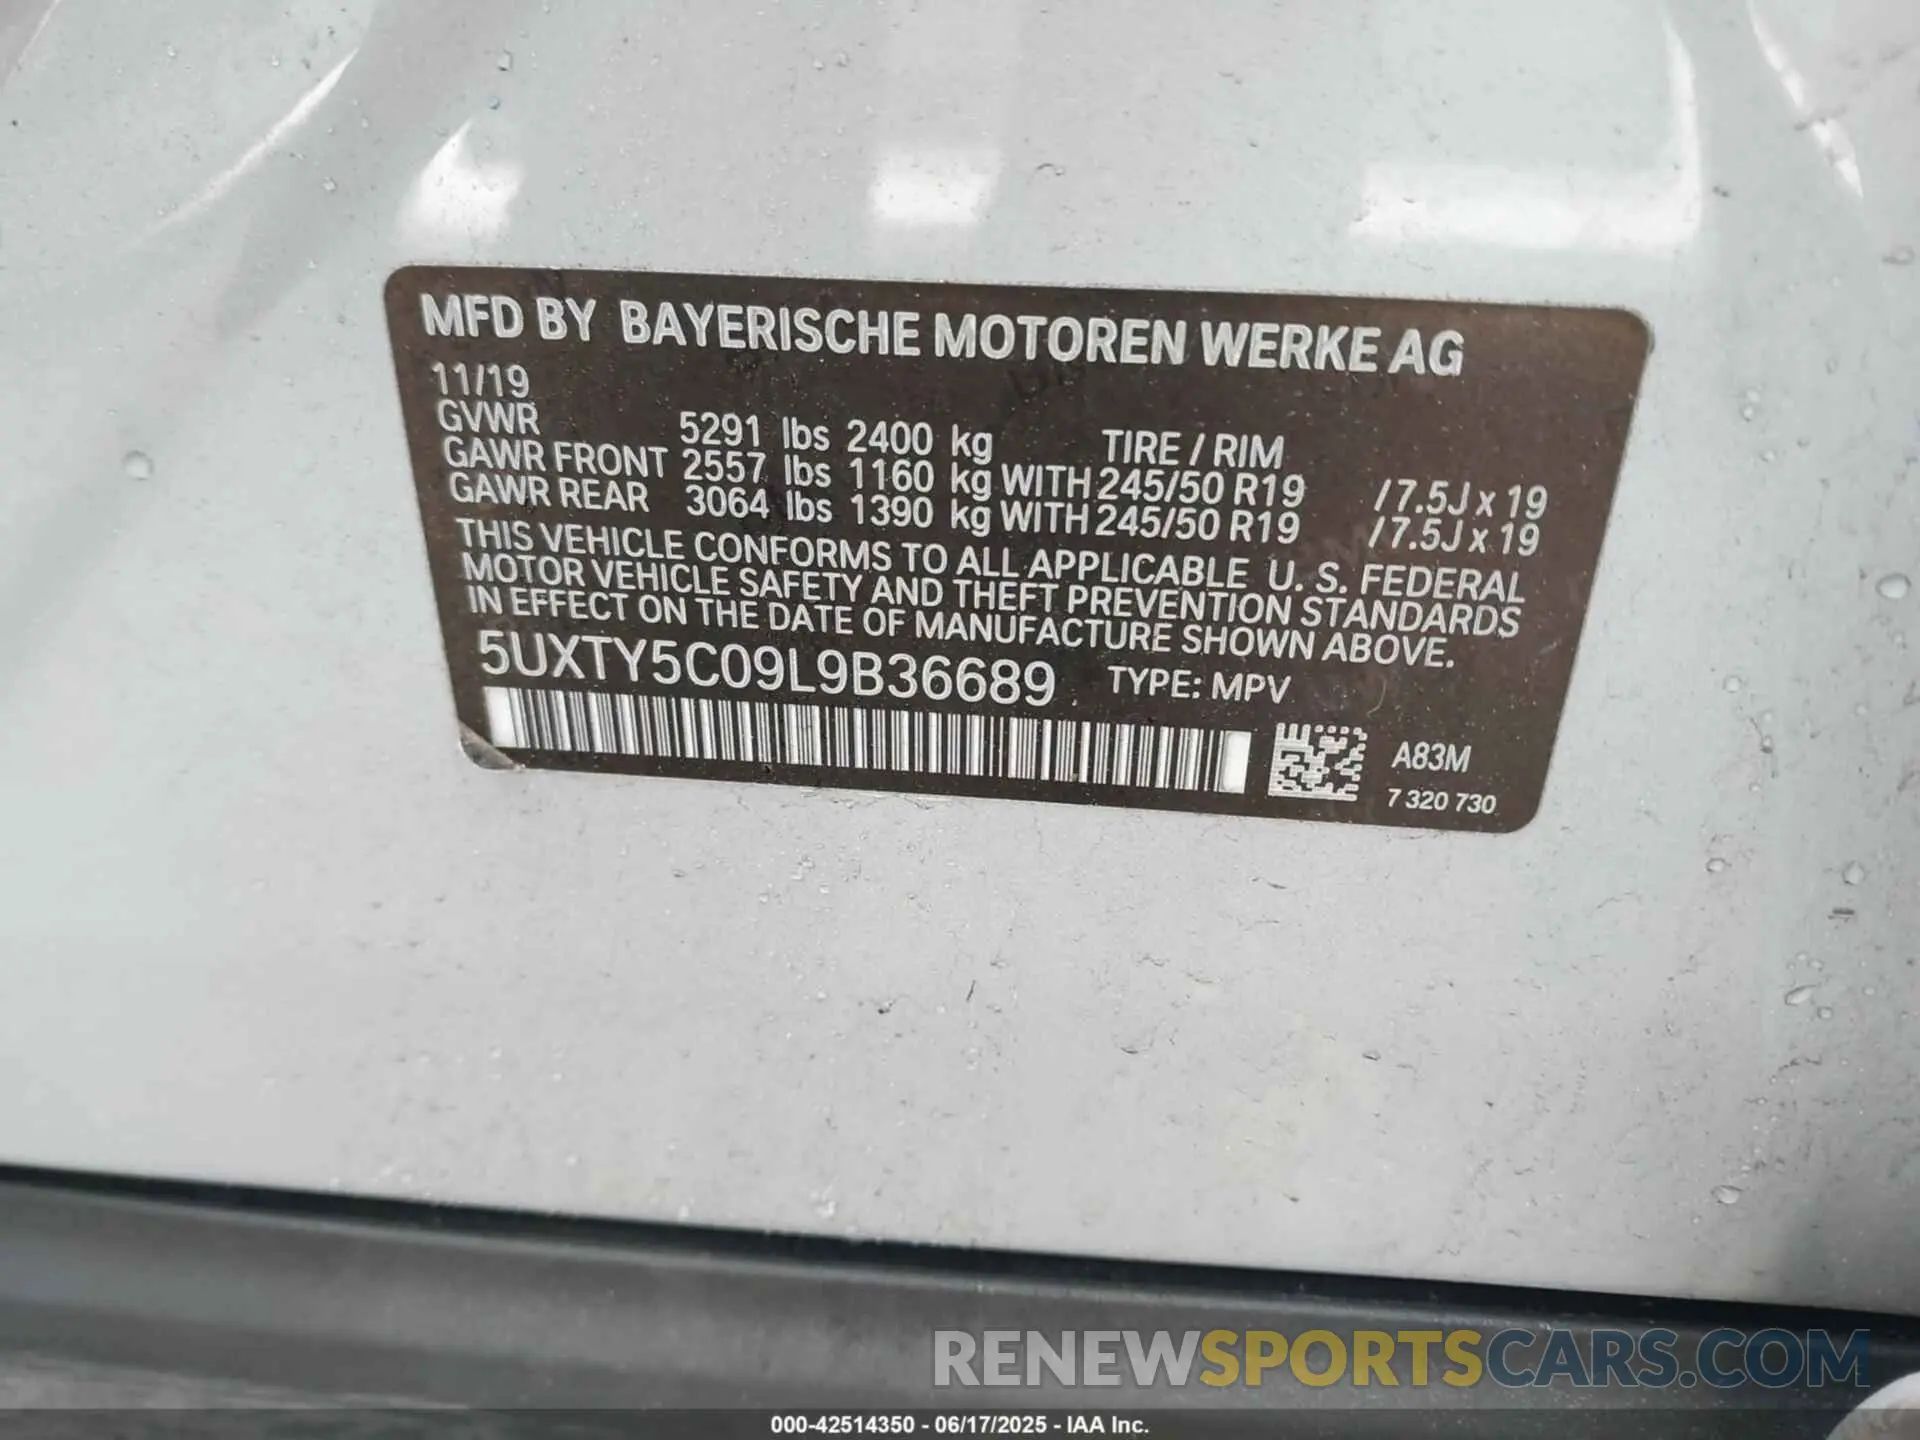 MFD BY BAYERISCHE MOTOREN WERKE AG
11/19
GVWR 5291 lbs 2400 kg TIRE / RIM
GAWR FRONT 2557 lbs 1160 kg WITH 245/50 R19 /7.5J x 19
GAWR REAR 3064 lbs 1390 kg WITH 245/50 R19 /7.5J x 19
THIS VEHICLE CONFORMS TO ALL APPLICABLE U. S. FEDERAL
MOTOR VEHICLE SAFETY AND THEFT PREVENTION STANDARDS
IN EFFECT ON THE DATE OF MANUFACTURE SHOWN ABOVE.
5UXTY5C09L9B36689 TYPE: MPV
A83M
7 320 730
RENEWSPORTSCARS.COM
000-42514350 - 06/17/2025 - IAA Inc.